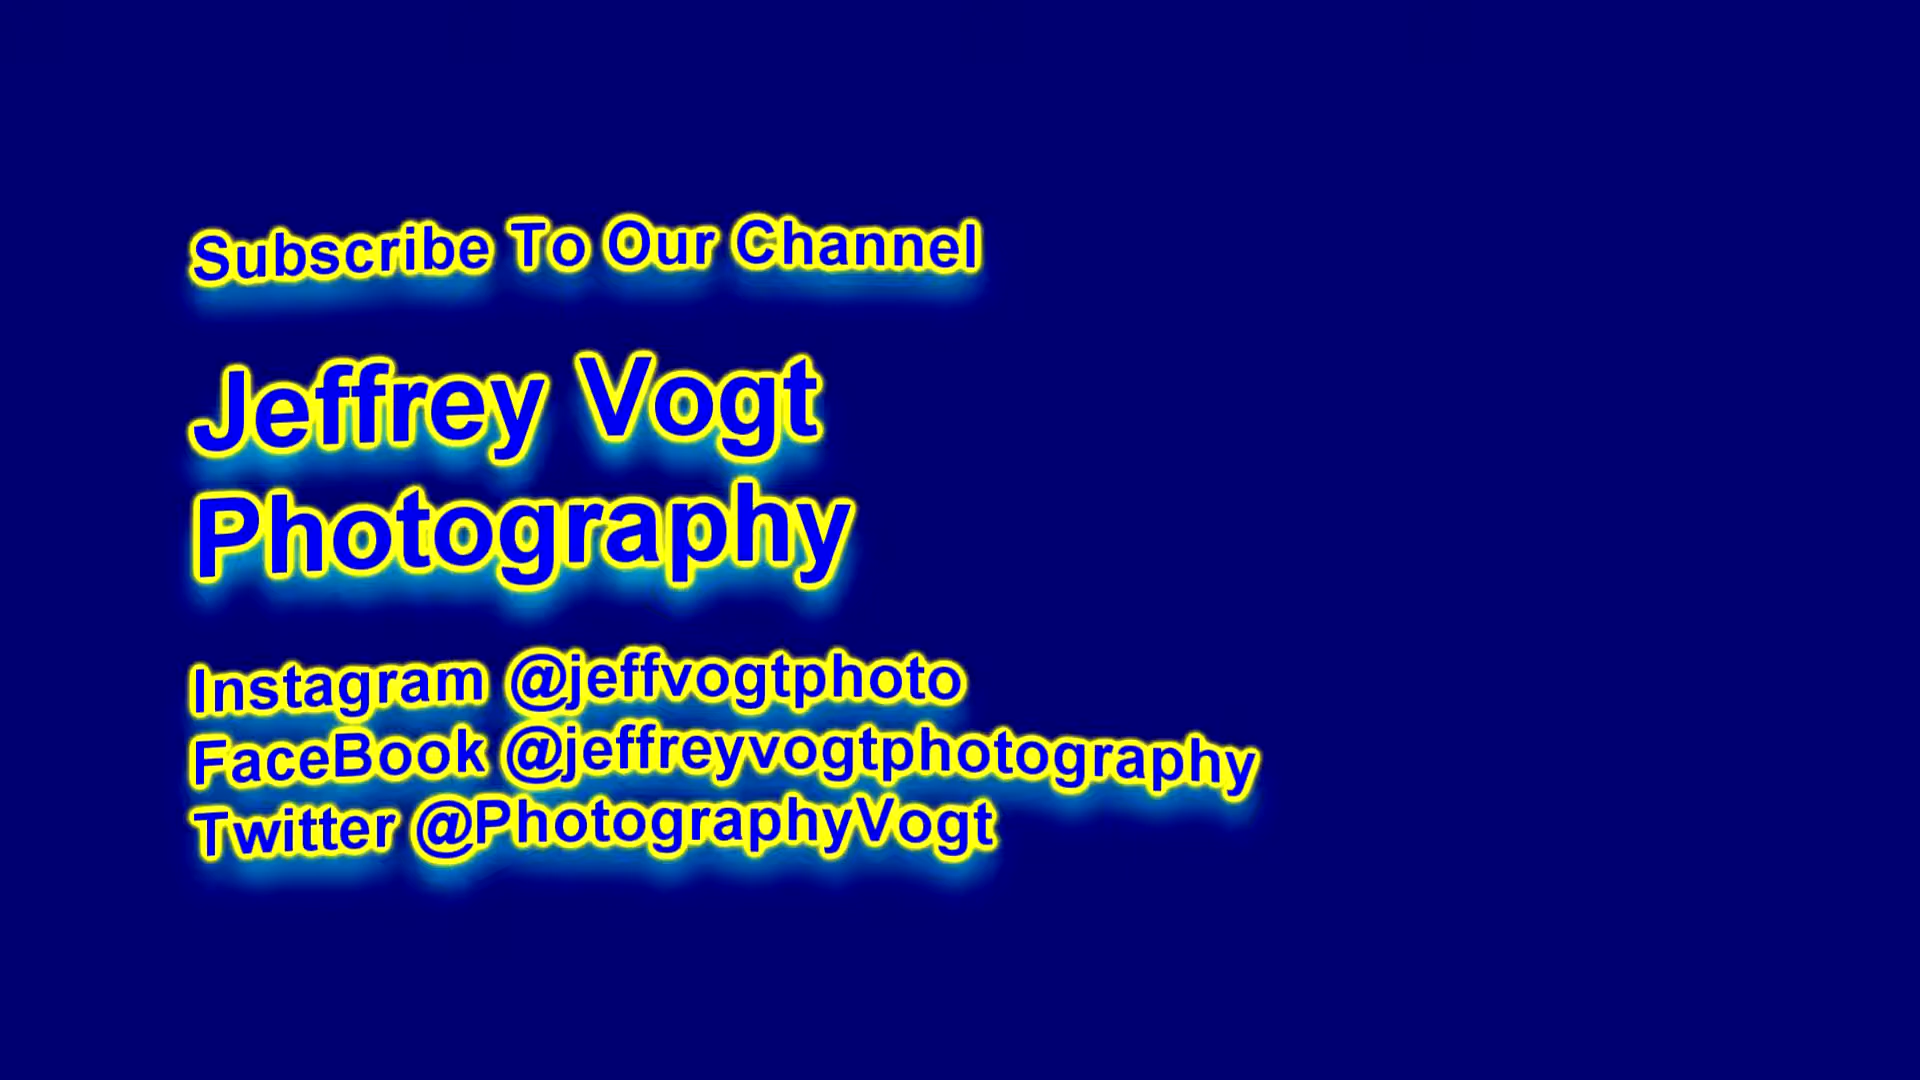 Subscribe To Our Channel
Jeffrey Vogt
Photography
Instagram @jeffvogtphoto
FaceBook @jeffreyvogtphotography
Twitter @PhotographyVogt